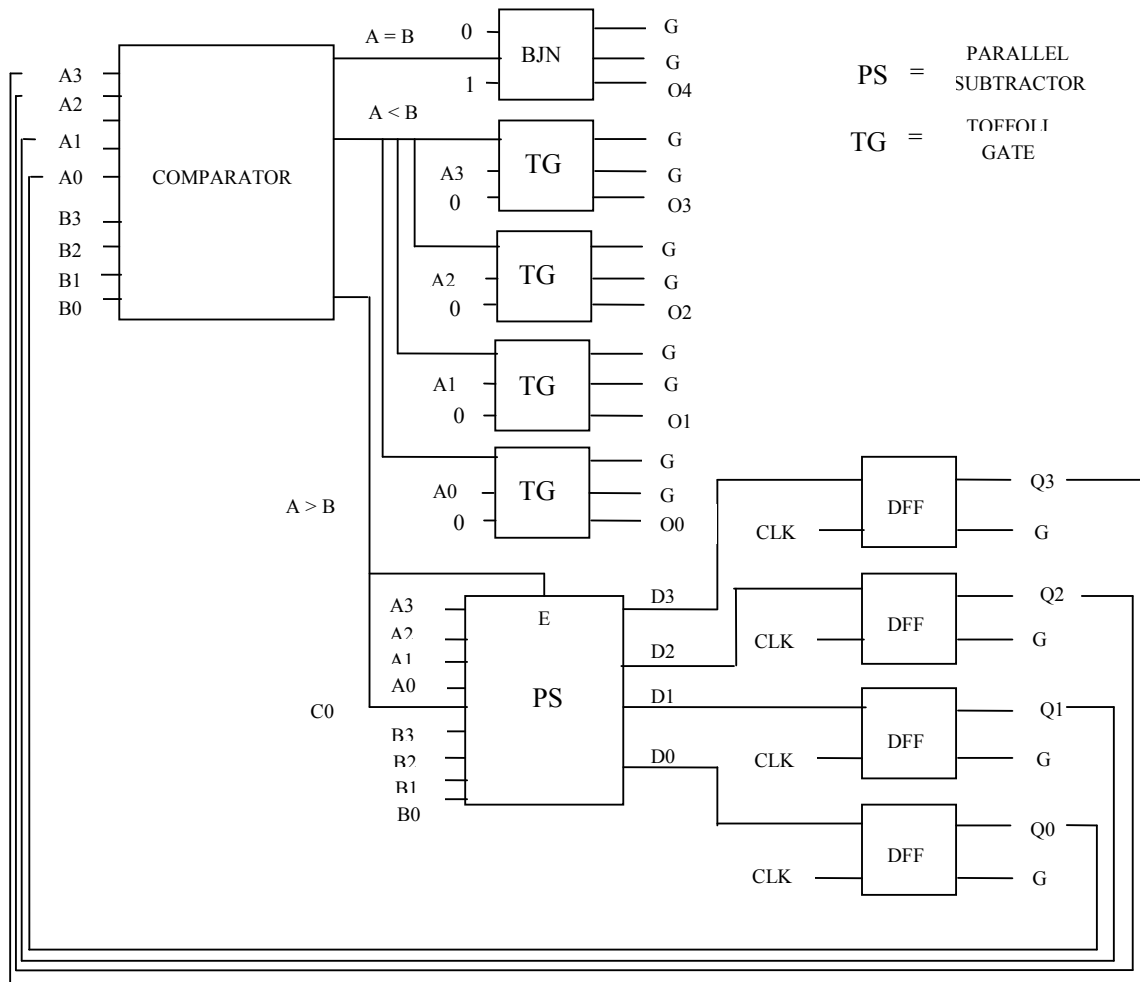 0
A = B
G
BJN
G
1
O4
PS = PARALLEL
SUBTRACTOR
A3
A2
A1
A0
B3
B2
B1
B0
COMPARATOR
A < B
G
TG
A3
G
0
O3
TG = TOFFOLI
GATE
G
TG
A2
G
0
O2
G
TG
A1
G
0
O1
G
TG
A0
G
0
O0
A > B
DFF
Q3
CLK
G
D3
A3
E
A2
A1
A0
PS
C0
B3
B2
B1
B0
D2
D1
D0
DFF
Q2
CLK
G
DFF
Q1
CLK
G
DFF
Q0
CLK
G